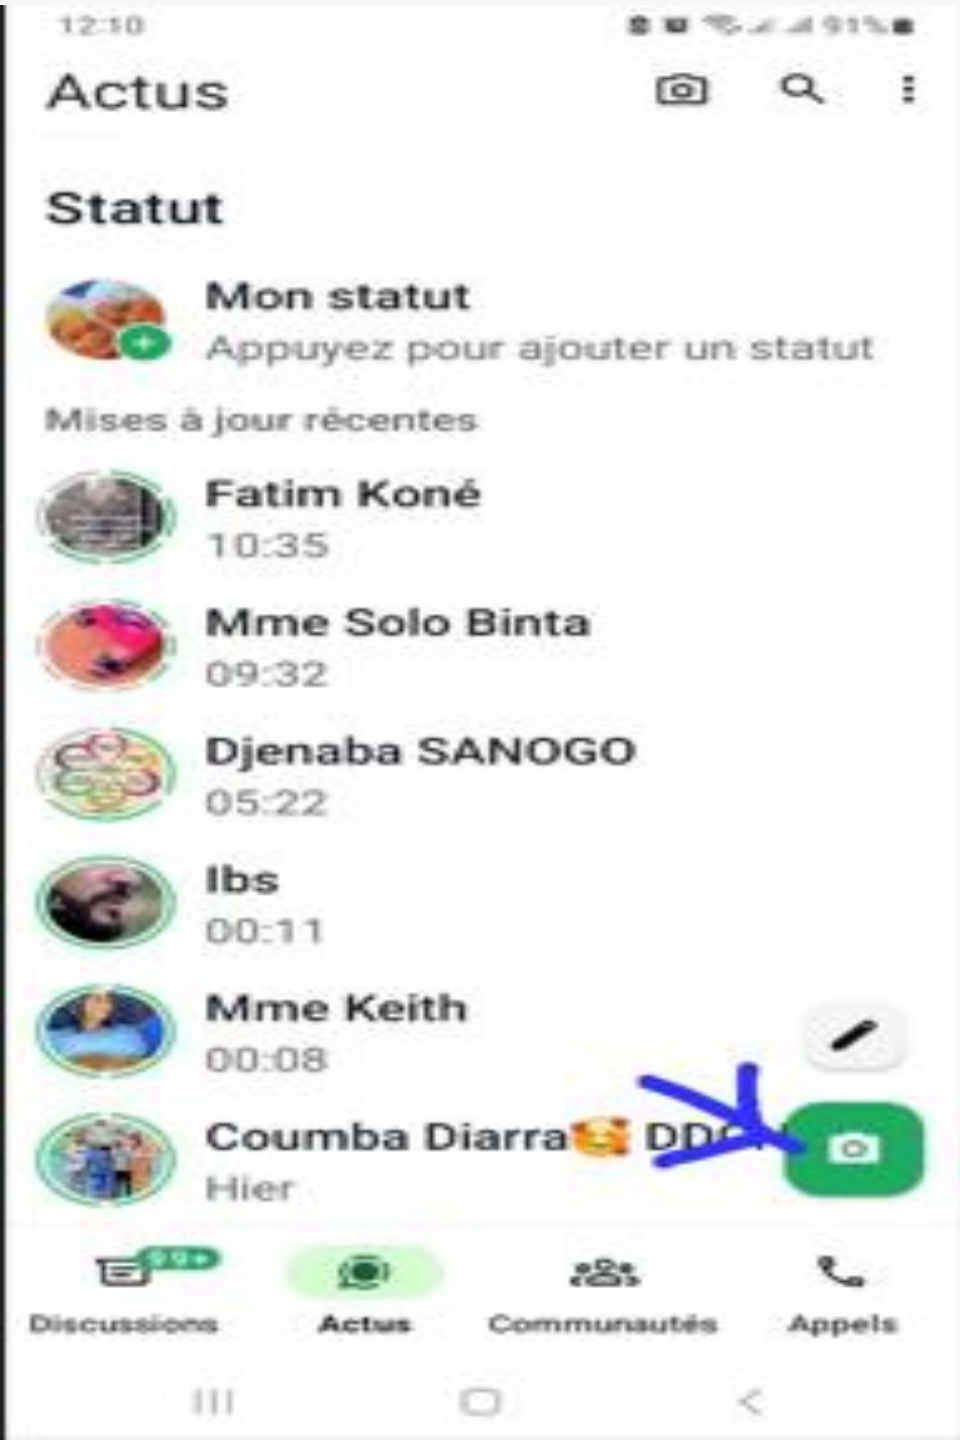 12:10 91%
Actus
Statut
Mon statut
Appuyez pour ajouter un statut
Mises à jour récentes
Fatim Koné
10:35
Mme Solo Binta
09:32
Djenaba SANOGO
05:22
Ibs
00:11
Mme Keith
00:08
Coumba Diarra🥰
Hier
99+
Discussions Actus Communautés Appels